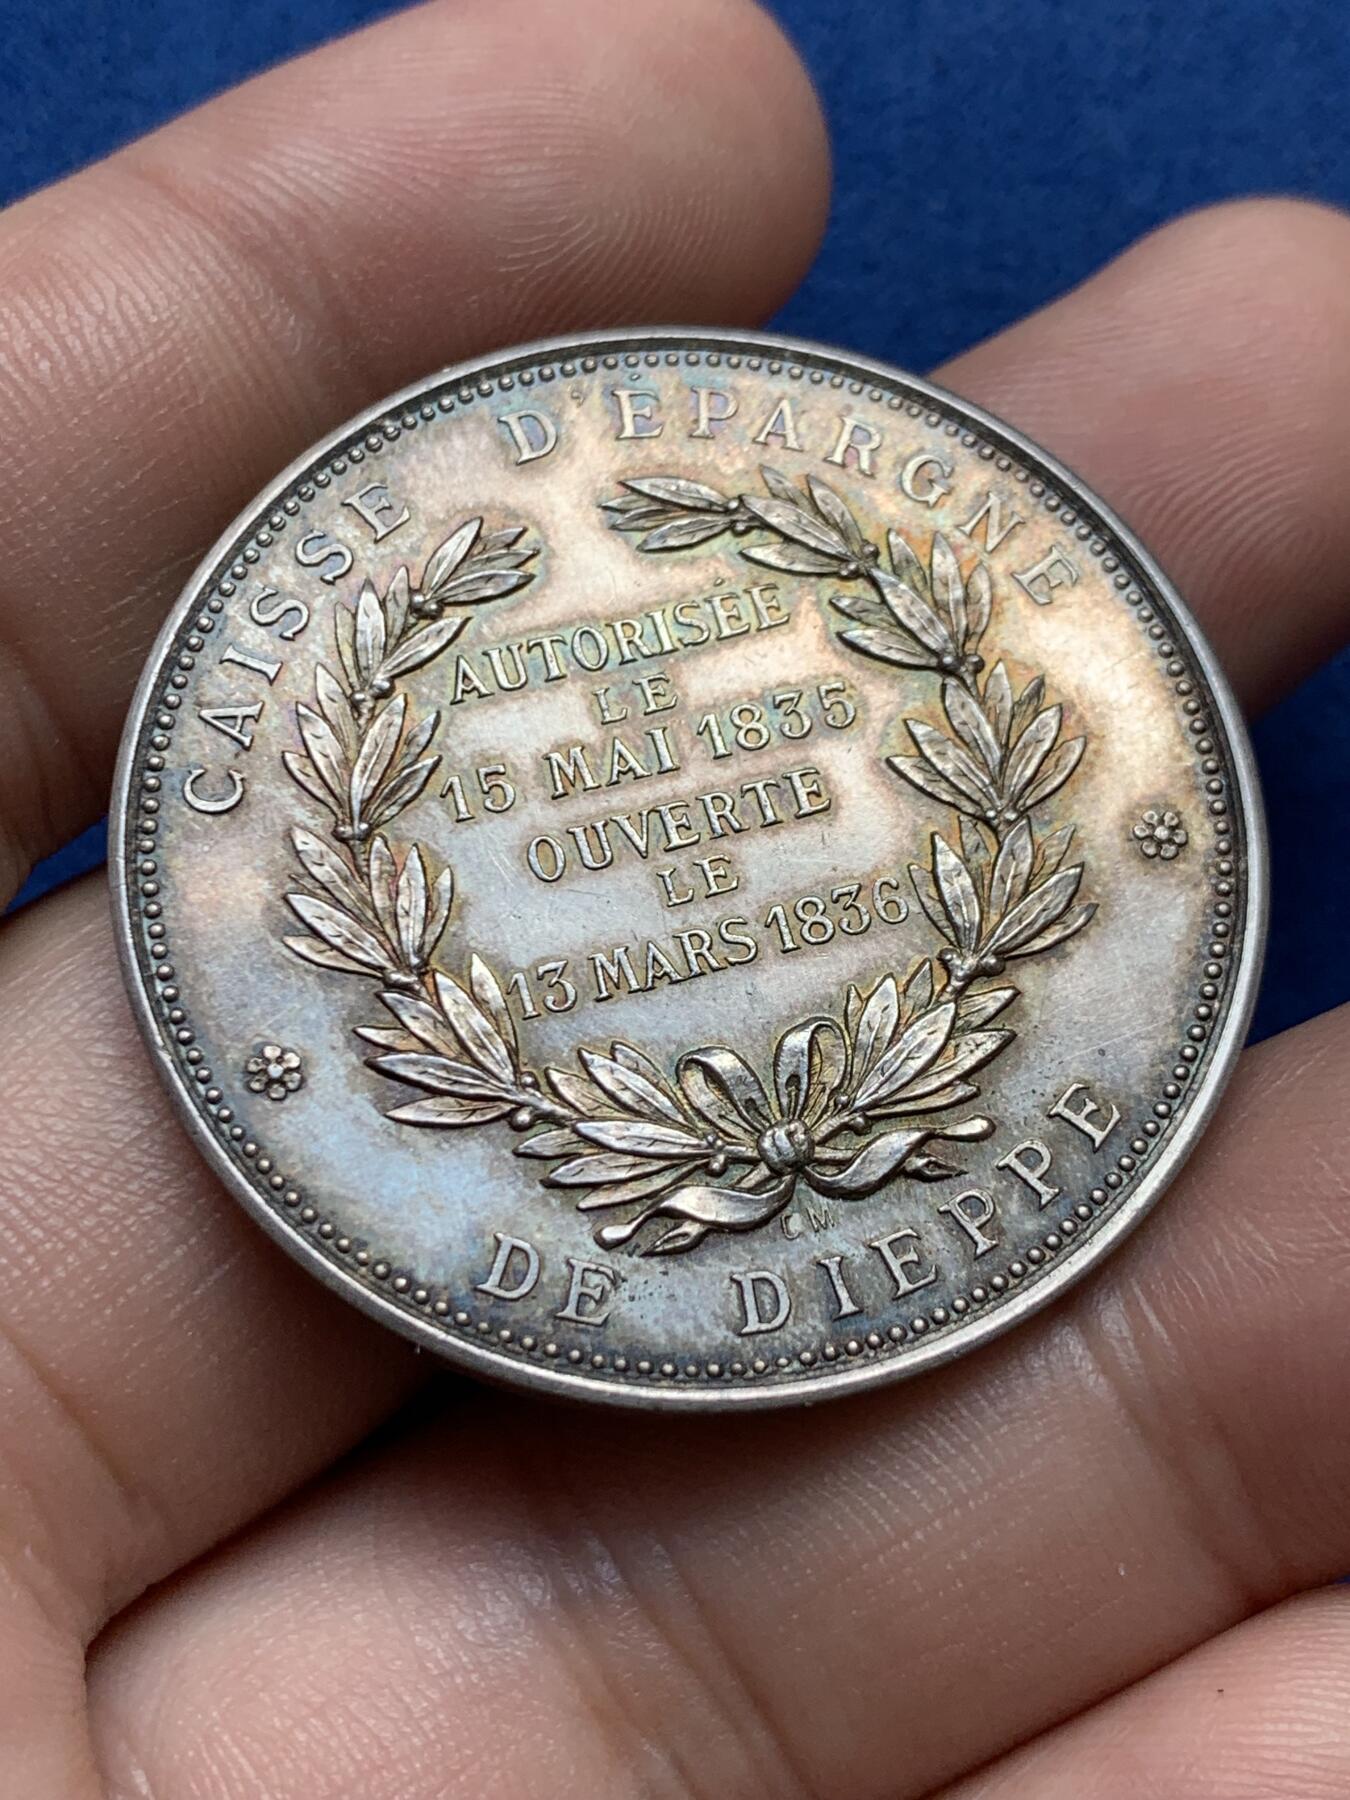 CAISSE D'ÉPARGNE
AUTORISÉE
LE
15 MAI 1835
OUVERTE
LE
13 MARS 1836
CM
DE DIEPPE